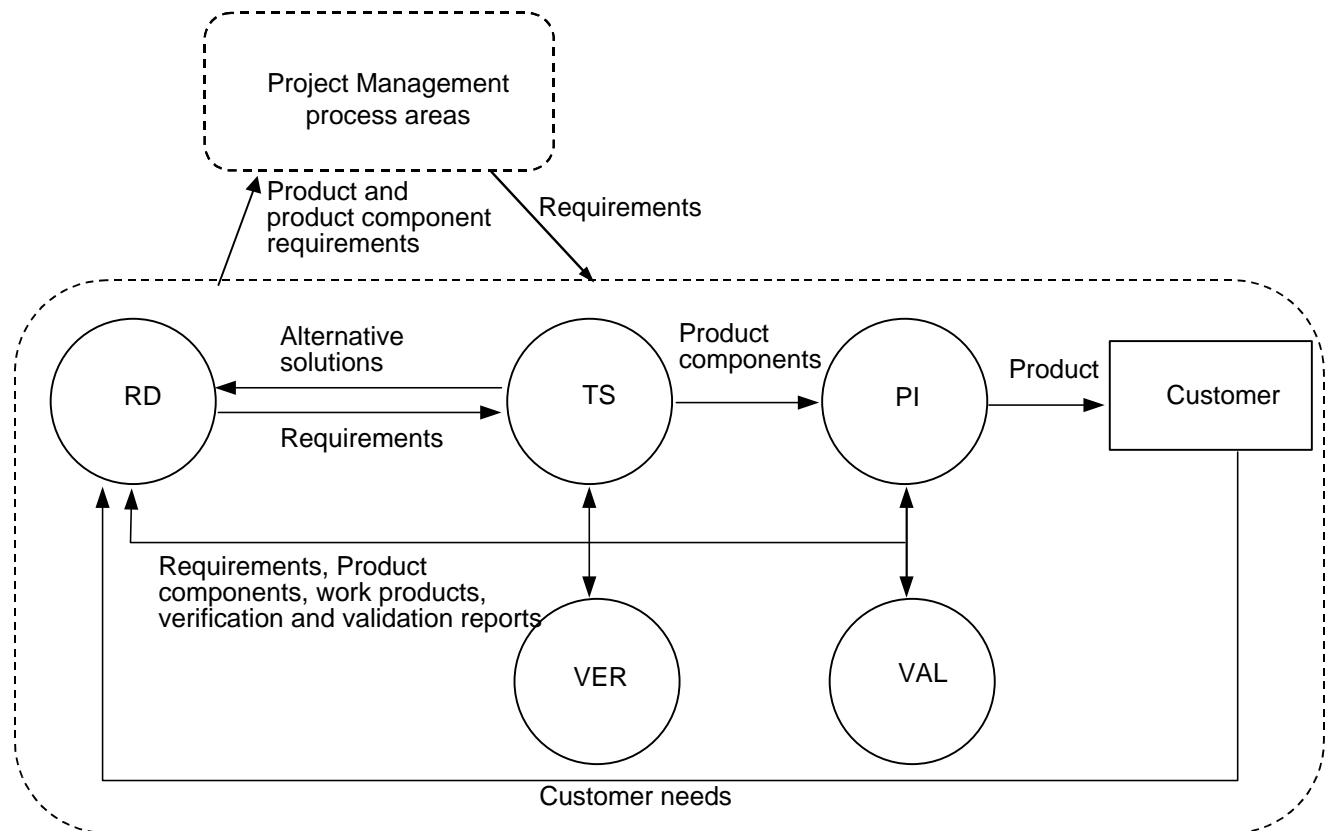 Project Management
process areas
Product and
product component
requirements
Requirements
Alternative
solutions
Product
components
Product
RD
TS
PI
Customer
Requirements
Requirements, Product
components, work products,
verification and validation reports
VER
VAL
Customer needs